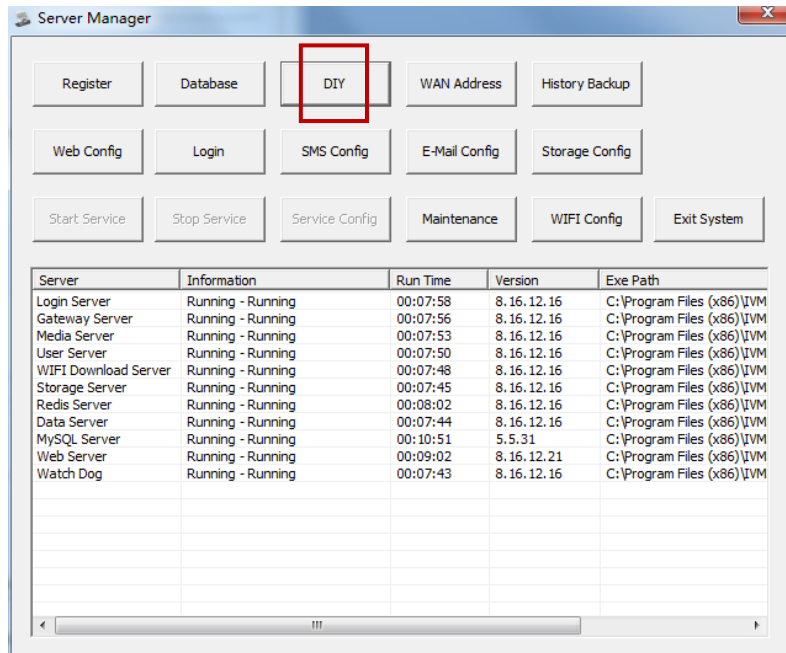 Server Manager
Register Database DIY WAN Address History Backup
Web Config Login SMS Config E-Mail Config Storage Config
Start Service Stop Service Service Config Maintenance WIFI Config Exit System
Server Information Run Time Version Exe Path
Login Server Running - Running 00:07:58 8.16.12.16 C:\Program Files (x86)\IVM
Gateway Server Running - Running 00:07:56 8.16.12.16 C:\Program Files (x86)\IVM
Media Server Running - Running 00:07:53 8.16.12.16 C:\Program Files (x86)\IVM
User Server Running - Running 00:07:50 8.16.12.16 C:\Program Files (x86)\IVM
WIFI Download Server Running - Running 00:07:48 8.16.12.16 C:\Program Files (x86)\IVM
Storage Server Running - Running 00:07:45 8.16.12.16 C:\Program Files (x86)\IVM
Redis Server Running - Running 00:08:02 8.16.12.16 C:\Program Files (x86)\IVM
Data Server Running - Running 00:07:44 8.16.12.16 C:\Program Files (x86)\IVM
MySQL Server Running - Running 00:10:51 5.5.31 C:\Program Files (x86)\IVM
Web Server Running - Running 00:09:02 8.16.12.21 C:\Program Files (x86)\IVM
Watch Dog Running - Running 00:07:43 8.16.12.16 C:\Program Files (x86)\IVM